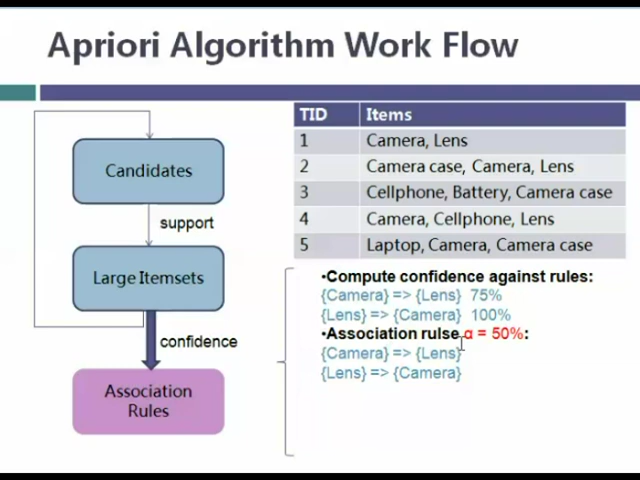 Apriori Algorithm Work Flow
Candidates
support
Large Itemsets
confidence
Association
Rules
TID Items
1 Camera, Lens
2 Camera case, Camera, Lens
3 Cellphone, Battery, Camera case
4 Camera, Cellphone, Lens
5 Laptop, Camera, Camera case
•Compute confidence against rules:
{Camera} => {Lens} 75%
{Lens} => {Camera} 100%
•Association rulse α = 50%:
{Camera} => {Lens}
{Lens} => {Camera}